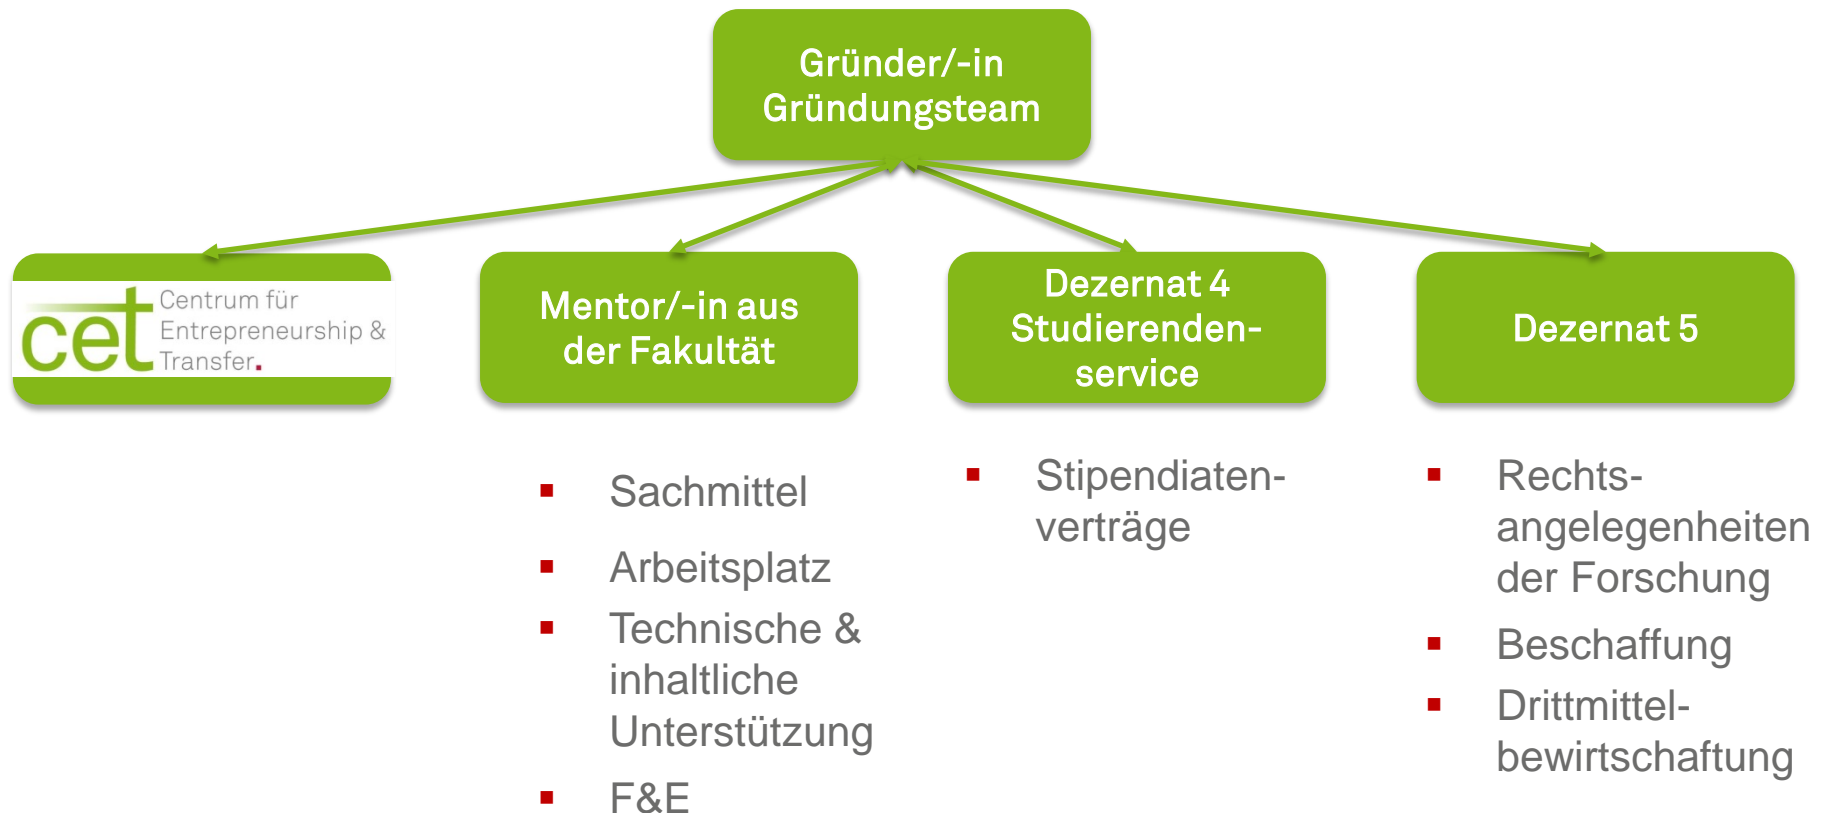 Gründer/-in
Gründungsteam
cet
Centrum für
Entrepreneurship &
Transfer.
Mentor/-in aus
der Fakultät
Dezernat 4
Studierenden-
service
Dezernat 5
Sachmittel
Arbeitsplatz
Technische &
inhaltliche
Unterstützung
F&E
Stipendiaten-
verträge
Rechts-
angelegenheiten
der Forschung
Beschaffung
Drittmittel-
bewirtschaftung